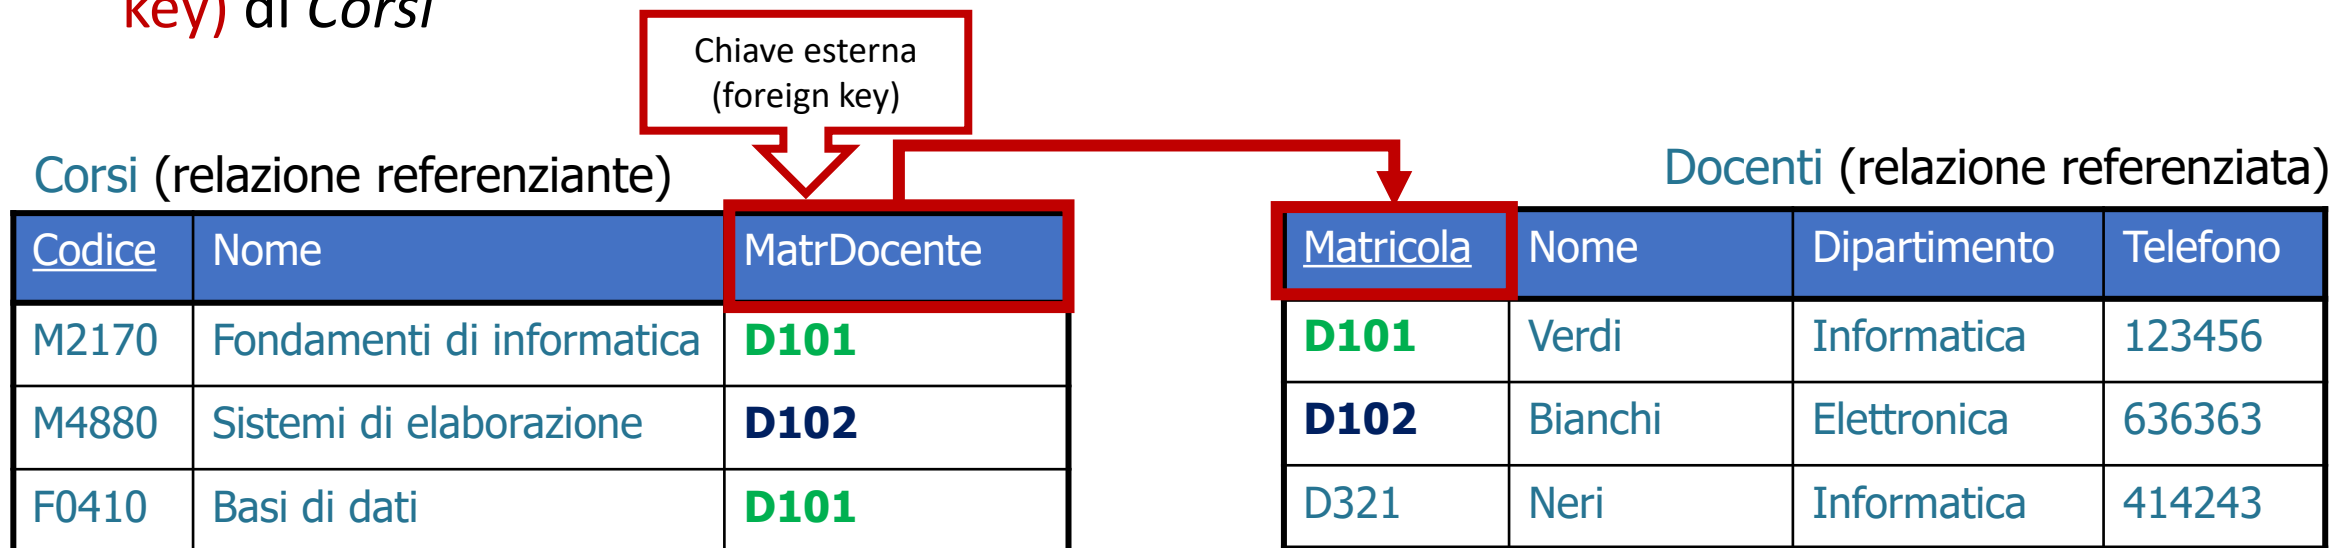 key) di Corsi
Chiave esterna
(foreign key)
Corsi (relazione referenziante)
Docenti (relazione referenziata)
Codice Nome MatrDocente
M2170 Fondamenti di informatica D101
M4880 Sistemi di elaborazione D102
F0410 Basi di dati D101
Matricola Nome Dipartimento Telefono
D101 Verdi Informatica 123456
D102 Bianchi Elettronica 636363
D321 Neri Informatica 414243